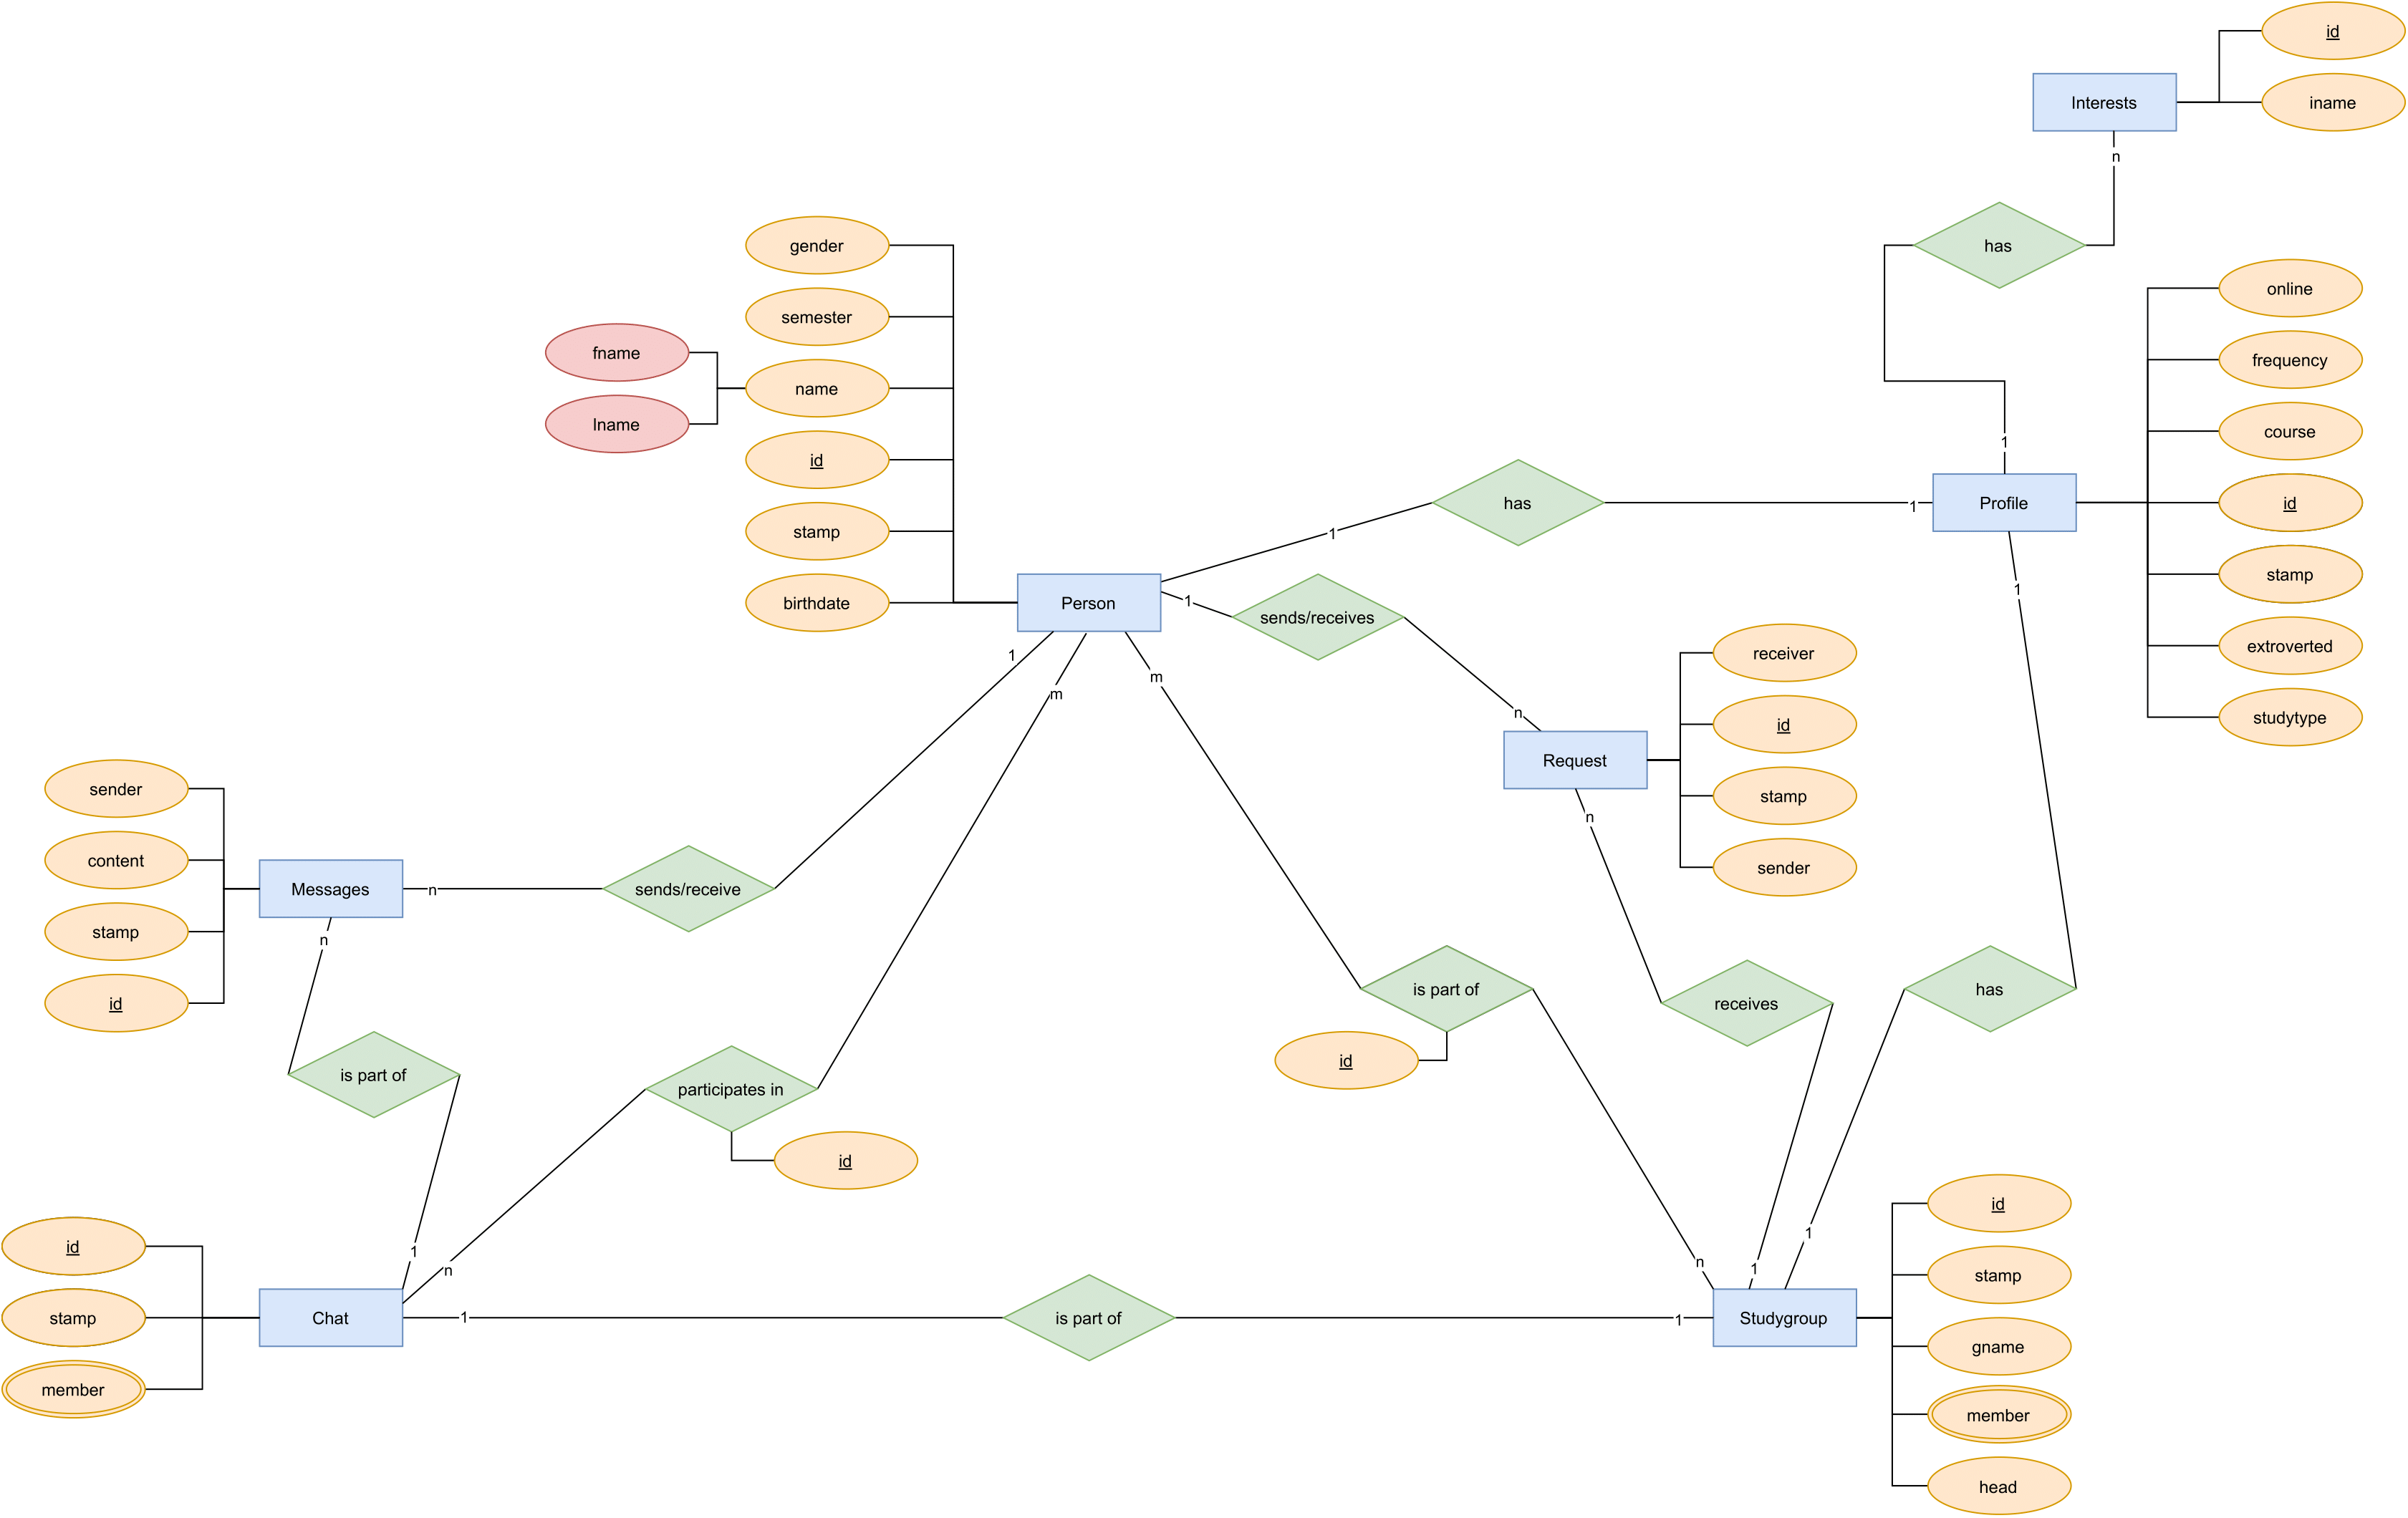 id
Interests
iname
n
has
gender
online
semester
fname
frequency
name
lname
course
1
id
has
Profile
id
1
stamp
1
stamp
birthdate
Person
1
sends/receives
1
extroverted
receiver
1
m
m
n
studytype
id
Request
sender
stamp
n
content
sender
Messages
n
sends/receive
stamp
n
is part of
has
id
receives
is part of
id
participates in
id
id
1
1
id
n
n
1
stamp
stamp
Chat
1
is part of
1
Studygroup
gname
member
member
head